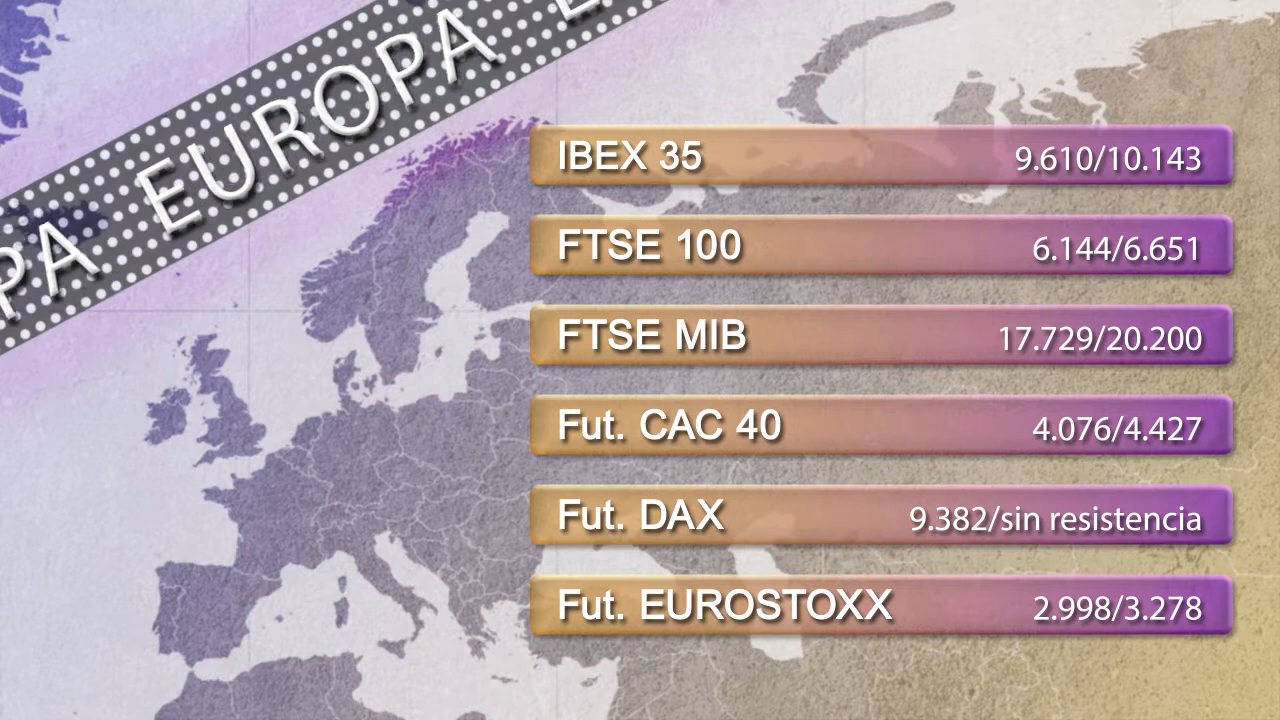 PA EUROPA E
IBEX 35 9.610/10.143
FTSE 100 6.144/6.651
FTSE MIB 17.729/20.200
Fut. CAC 40 4.076/4.427
Fut. DAX 9.382/sin resistencia
Fut. EUROSTOXX 2.998/3.278